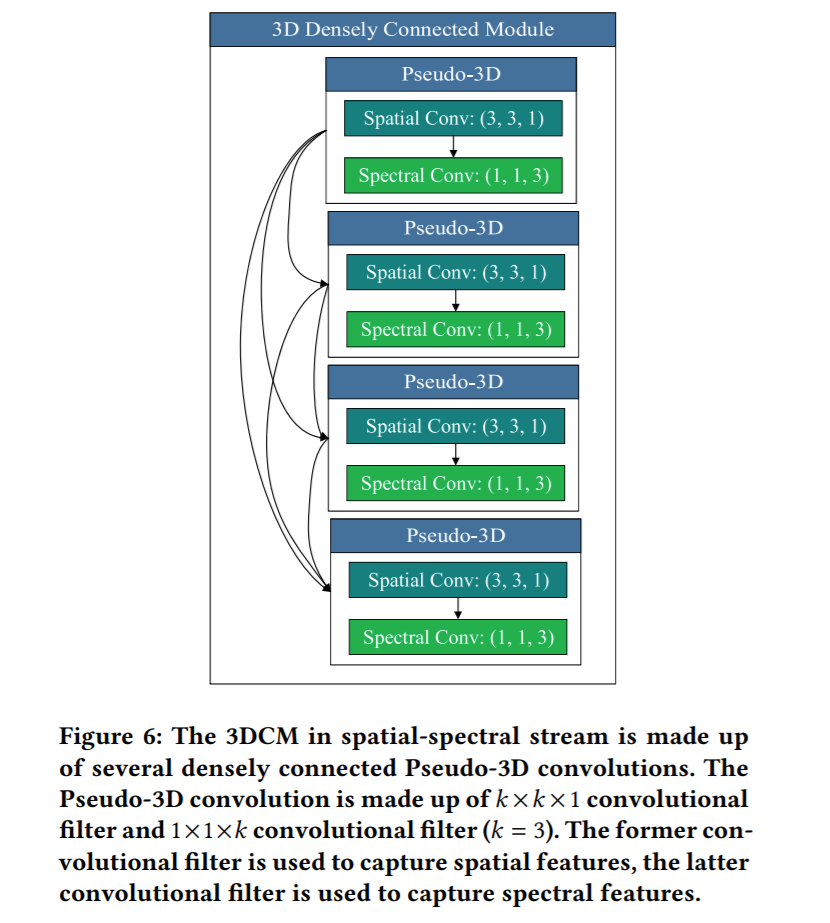 3D Densely Connected Module
Pseudo-3D
Spatial Conv: (3, 3, 1)
Spectral Conv: (1, 1, 3)
Pseudo-3D
Spatial Conv: (3, 3, 1)
Spectral Conv: (1, 1, 3)
Pseudo-3D
Spatial Conv: (3, 3, 1)
Spectral Conv: (1, 1, 3)
Pseudo-3D
Spatial Conv: (3, 3, 1)
Spectral Conv: (1, 1, 3)
Figure 6: The 3DCM in spatial-spectral stream is made up
of several densely connected Pseudo-3D convolutions. The
Pseudo-3D convolution is made up of k×k×1 convolutional
filter and 1×1×k convolutional filter (k = 3). The former con-
volutional filter is used to capture spatial features, the latter
convolutional filter is used to capture spectral features.